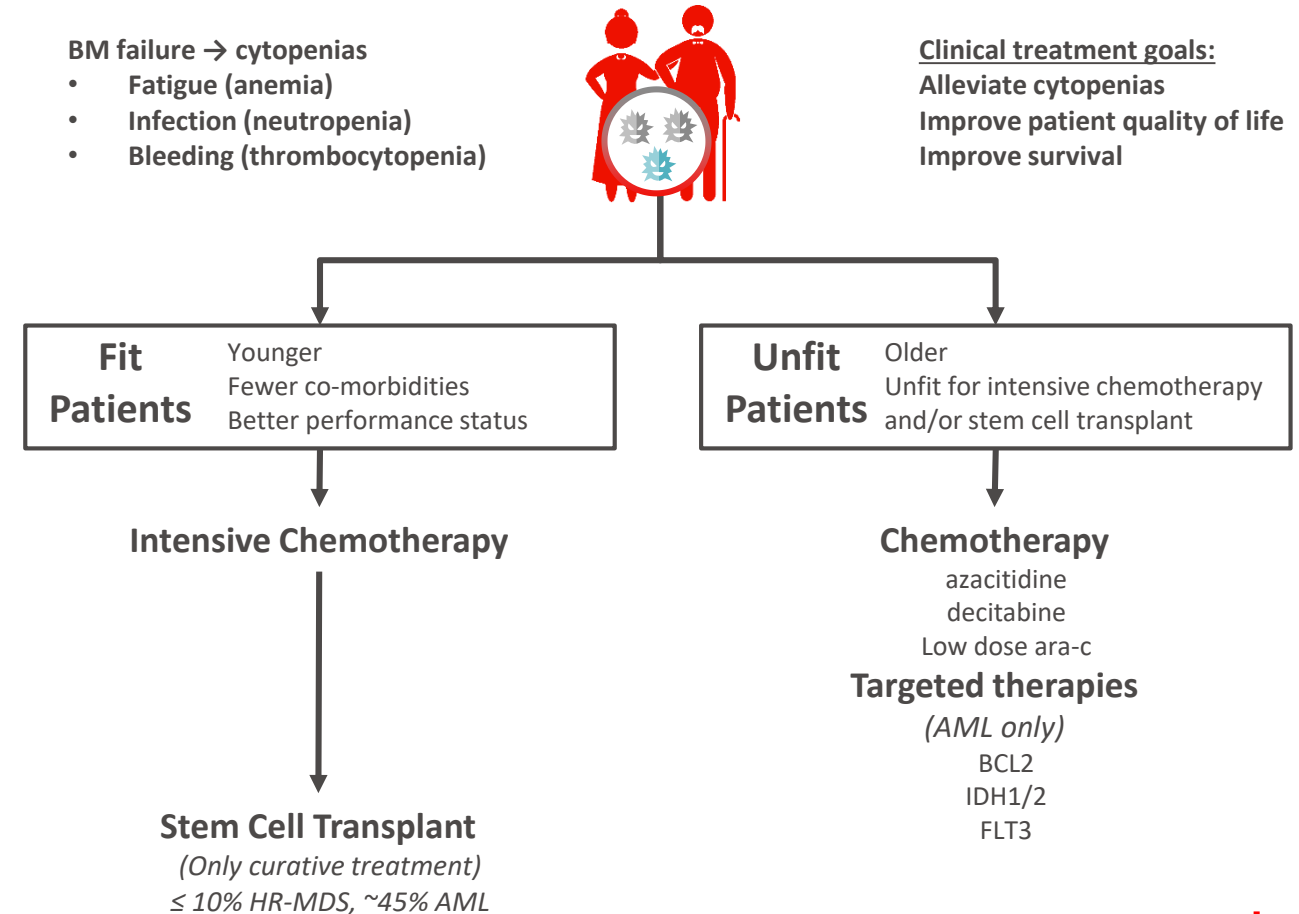 BM failure → cytopenias
• Fatigue (anemia)
• Infection (neutropenia)
• Bleeding (thrombocytopenia)
Clinical treatment goals:
Alleviate cytopenias
Improve patient quality of life
Improve survival
Fit
Patients
Younger
Fewer co-morbidities
Better performance status
Unfit
Patients
Older
Unfit for intensive chemotherapy
and/or stem cell transplant
Intensive Chemotherapy
Stem Cell Transplant
(Only curative treatment)
≤ 10% HR-MDS, ~45% AML
Chemotherapy
azacitidine
decitabine
Low dose ara-c
Targeted therapies
(AML only)
BCL2
IDH1/2
FLT3